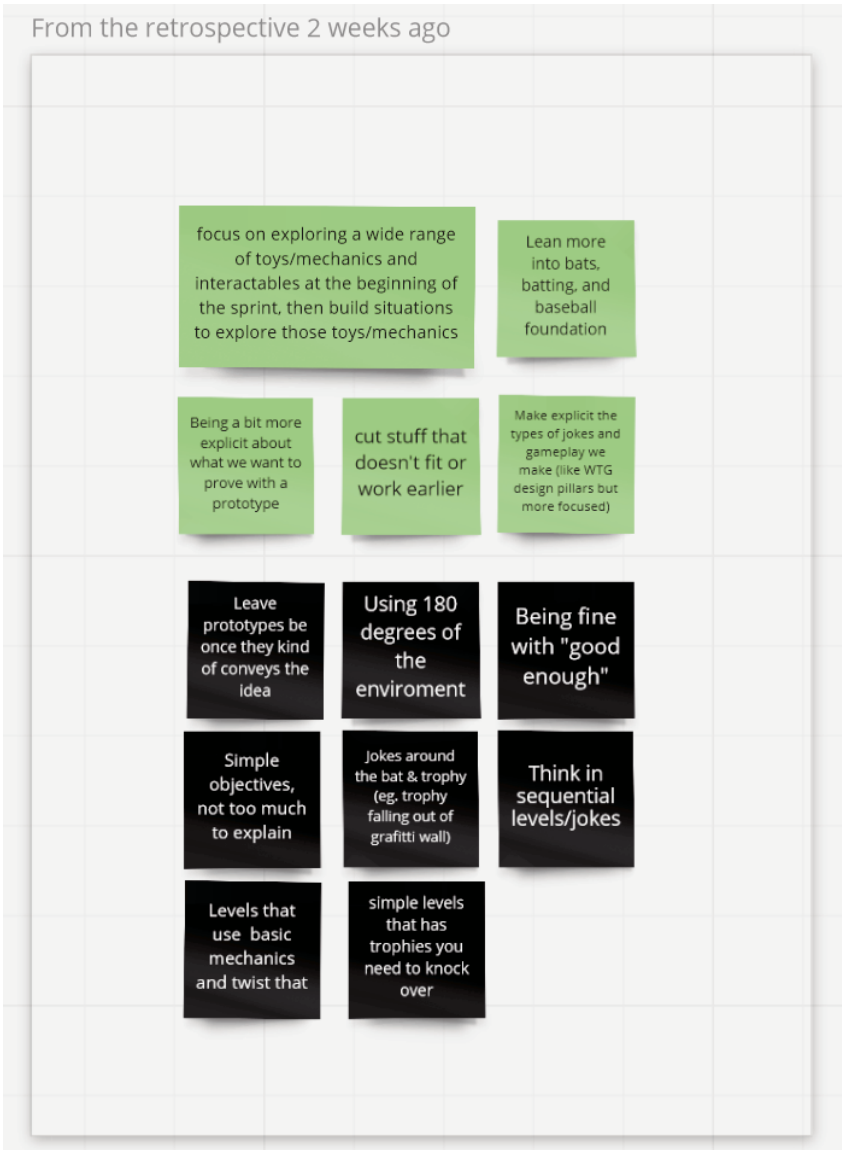 From the retrospective 2 weeks ago
focus on exploring a wide range
of toys/mechanics and
interactables at the beginning of
the sprint, then build situations
to explore those toys/mechanics
Lean more
into bats,
batting, and
baseball
foundation
Being a bit more
explicit about
what we want to
prove with a
prototype
cut stuff that
doesn't fit or
work earlier
Make explicit the
types of jokes and
gameplay we
make (like WTG
design pillars but
more focused)
Leave
prototypes be
once they kind
of conveys the
idea
Using 180
degrees of
the
enviroment
Being fine
with "good
enough"
Simple
objectives,
not too much
to explain
Jokes around
the bat & trophy
(eg. trophy
falling out of
grafitti wall)
Think in
sequential
levels/jokes
Levels that
use basic
mechanics
and twist that
simple levels
that has
trophies you
need to knock
over